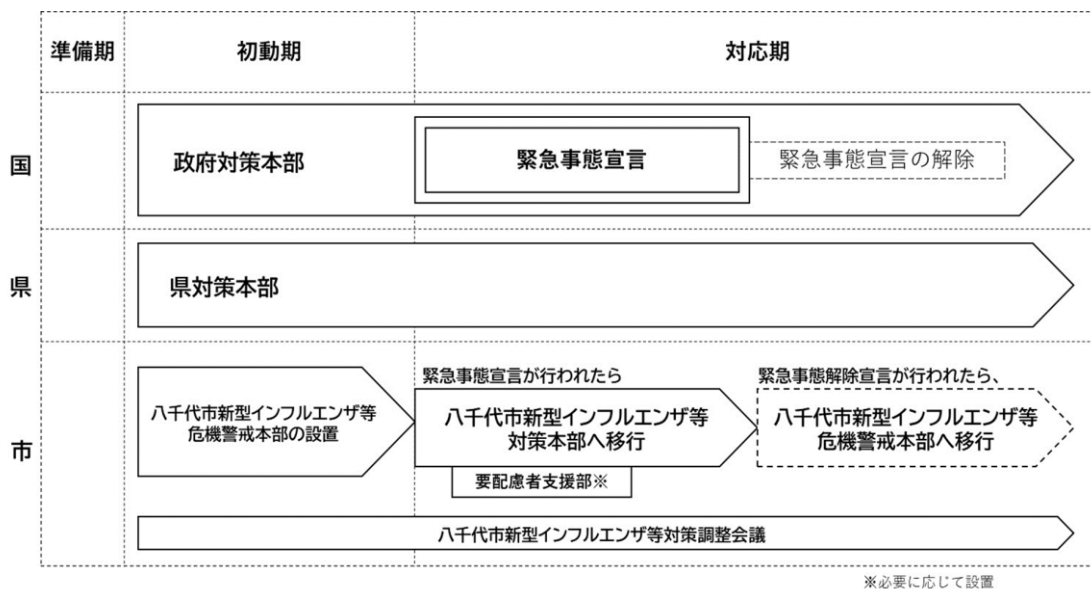 準備期
初動期
対応期
国
政府対策本部
緊急事態宣言
緊急事態宣言の解除
県
県対策本部
市
八千代市新型インフルエンザ等
危機警戒本部の設置
緊急事態宣言が行われたら
八千代市新型インフルエンザ等
対策本部へ移行
要配慮者支援部※
緊急事態解除宣言が行われたら、
八千代市新型インフルエンザ等
危機警戒本部へ移行
八千代市新型インフルエンザ等対策調整会議
※必要に応じて設置